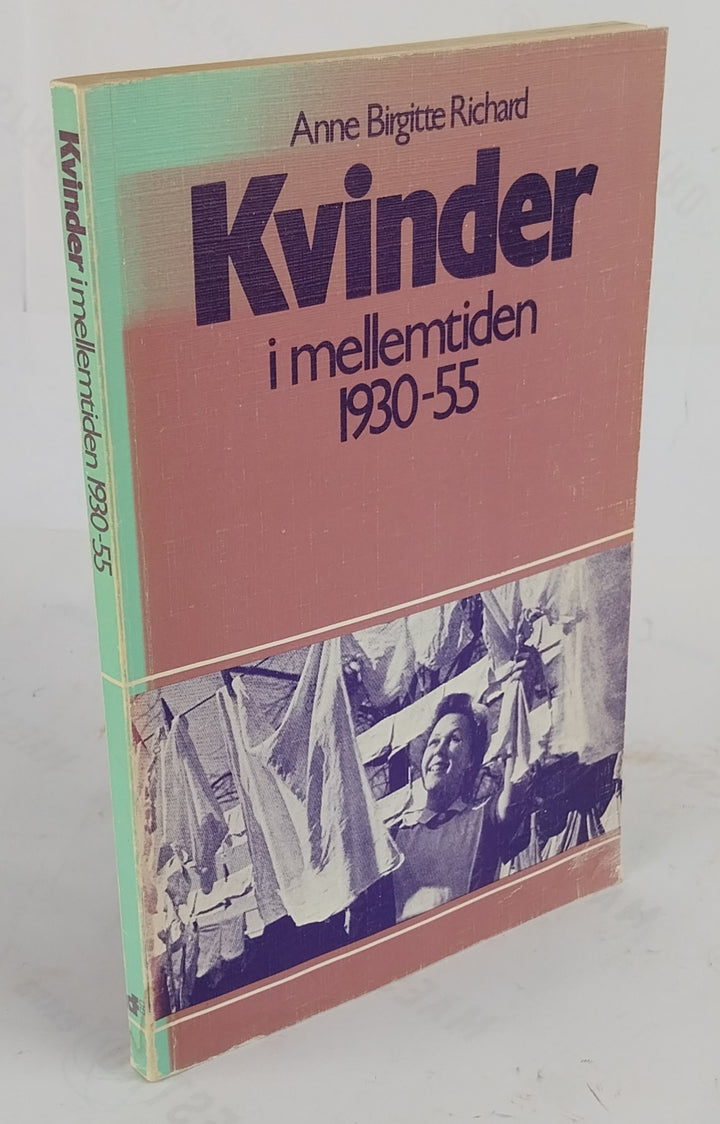 Anne Birgitte Richard
Kvinder
i mellemtiden
1930-55
Kvinder i mellemtiden 1930-55